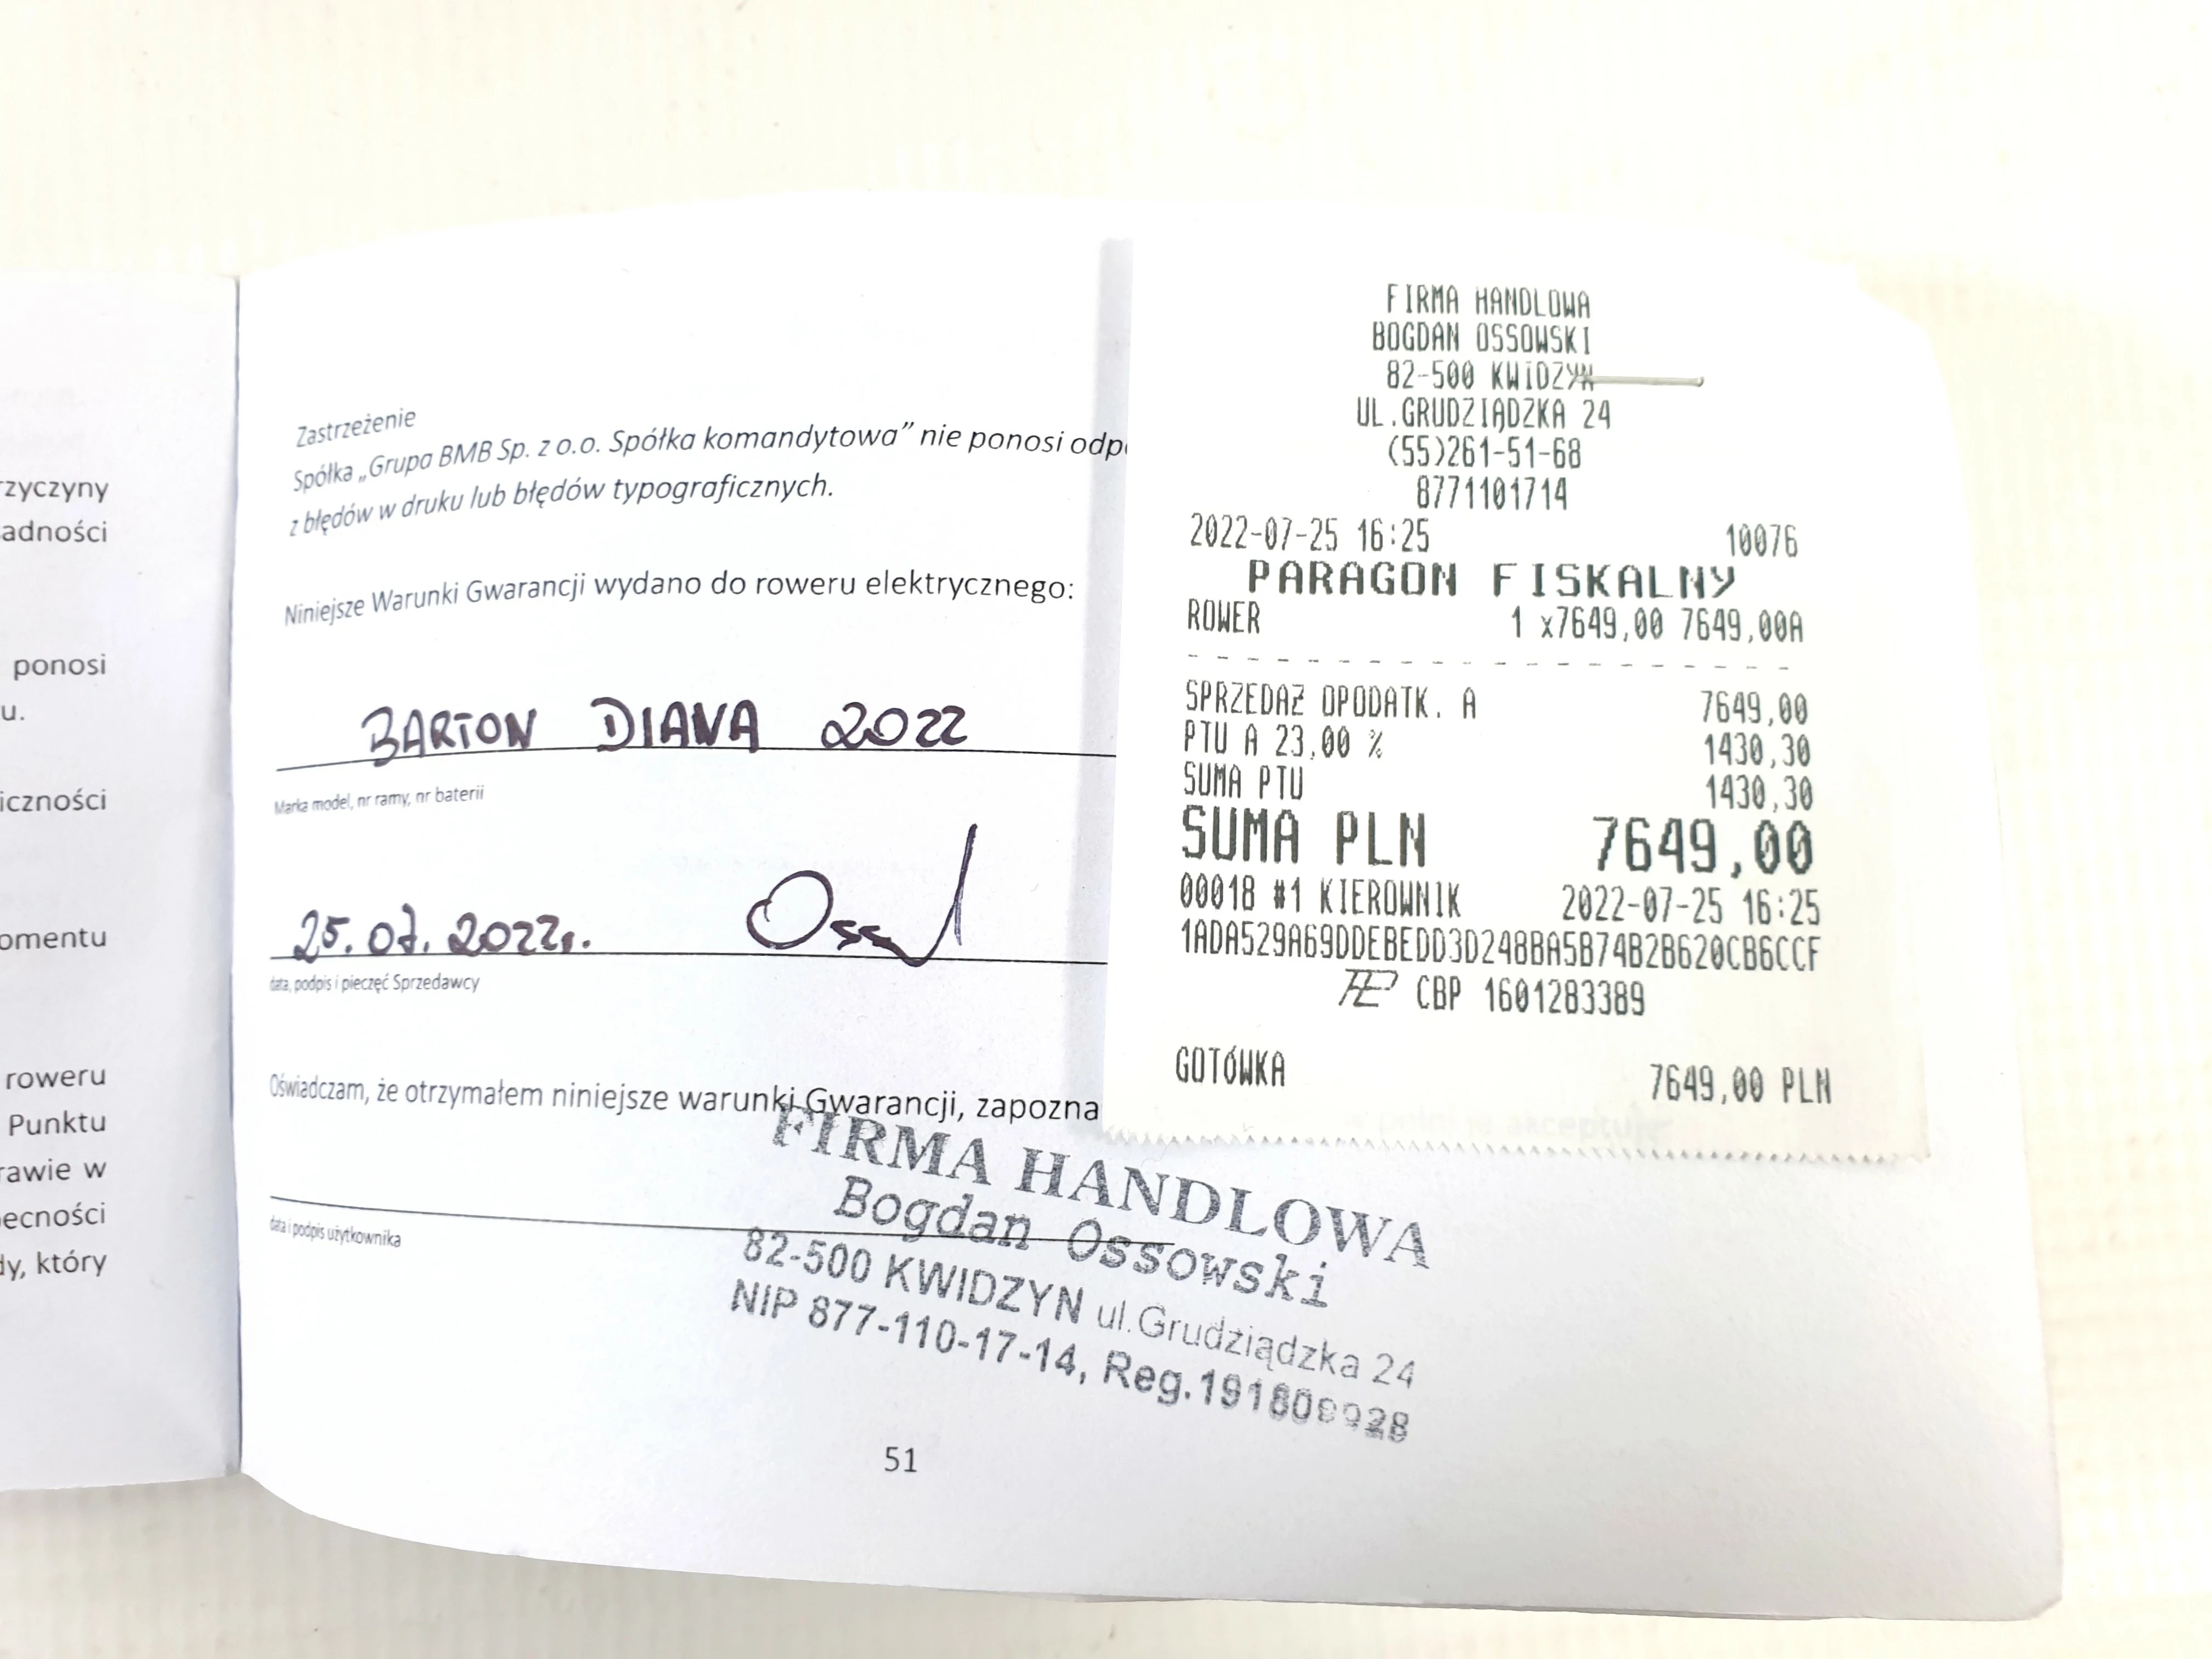 rzyczyny
adności
ponosi
u.
iczności
omentu
roweru
Punktu
rawie w
ecności
dy, który
Zastrzeżenie
Spółka „Grupa BMB Sp. z o.o. Spółka komandytowa” nie ponosi odp
z błędów w druku lub błędów typograficznych.
Niniejsze Warunki Gwarancji wydano do roweru elektrycznego:
BARTON DIANA 2022
Marka model, nr ramy, nr baterii
25.07.2022r. Oss
data, podpis i pieczęć Sprzedawcy
Oświadczam, że otrzymałem niniejsze warunki Gwarancji, zapozna
data i podpis użytkownika
FIRMA HANDLOWA
Bogdan Ossowski
82-500 KWIDZYN ul.Grudziądzka 24
NIP 877-110-17-14, Reg.
51
FIRMA HANDLOWA
BOGDAN OSSOWSKI
82-500 KWIDZYN
UL.GRUDZIĄDZKA 24
(55)261-51-68
8771101714
2022-07-25 16:25 10076
PARAGON FISKALNY
ROWER 1 x7649,00 7649,00A
SPRZEDAŻ OPODATK. A 7649,00
PTU A 23,00 % 1430,30
SUMA PTU 1430,30
SUMA PLN 7649,00
00018 #1 KIEROWNIK 2022-07-25 16:25
1ADA529A69DDEBEDD3D248BA5B74B2B620CB6CCF
CBP 1601283389
GOTÓWKA 7649,00 PLN